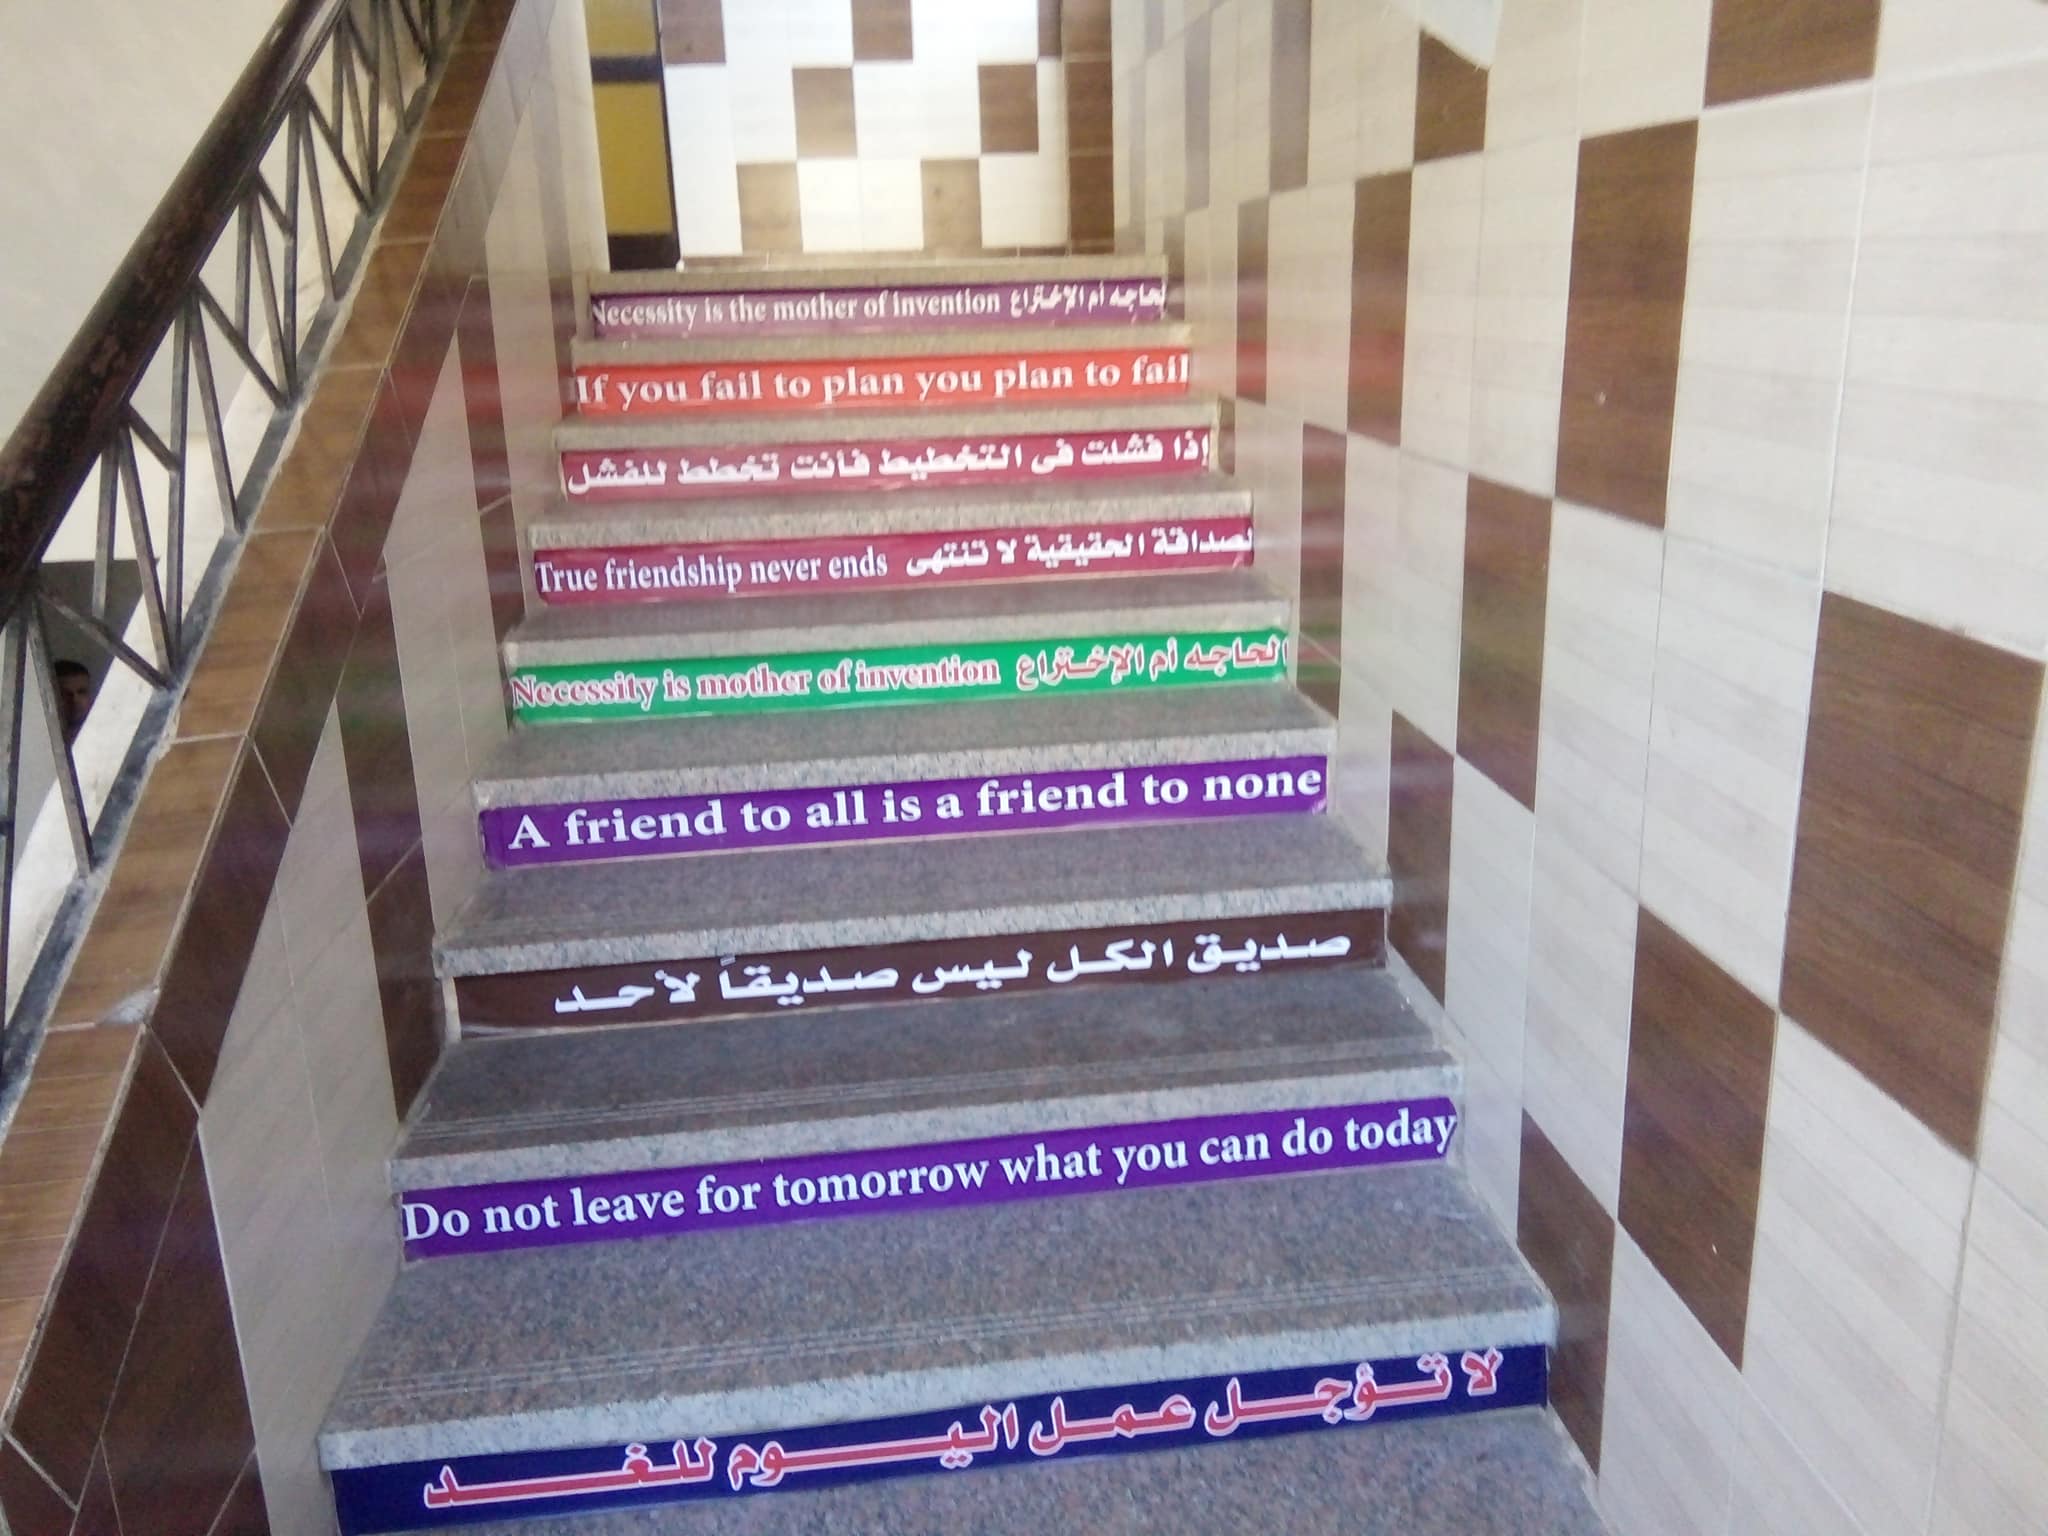 Necessity is the mother of invention لحاجه أم الإختراع
If you fail to plan you plan to fail
إذا فشلت فى التخطيط فأنت تخطط للفشل
True friendship never ends لصداقة الحقيقية لا تنتهى
Necessity is mother of invention الحاجه أم الإختراع
A friend to all is a friend to none
صديق الكل ليس صديقاً لأحد
Do not leave for tomorrow what you can do today
لا تؤجل عمل اليوم للغد